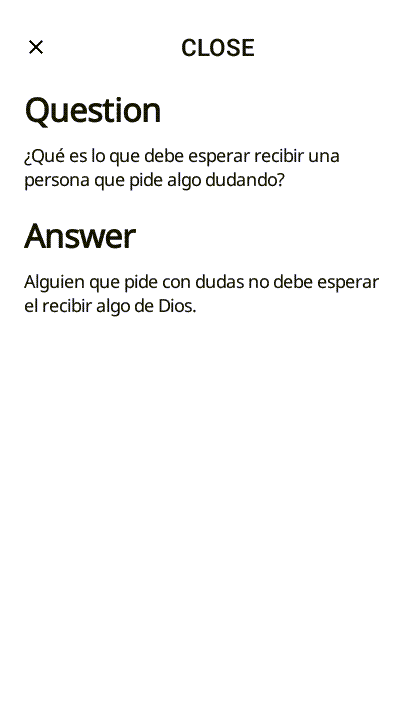 CLOSE
Question
¿Qué es lo que debe esperar recibir una
persona que pide algo dudando?
Answer
Alguien que pide con dudas no debe esperar
el recibir algo de Dios.